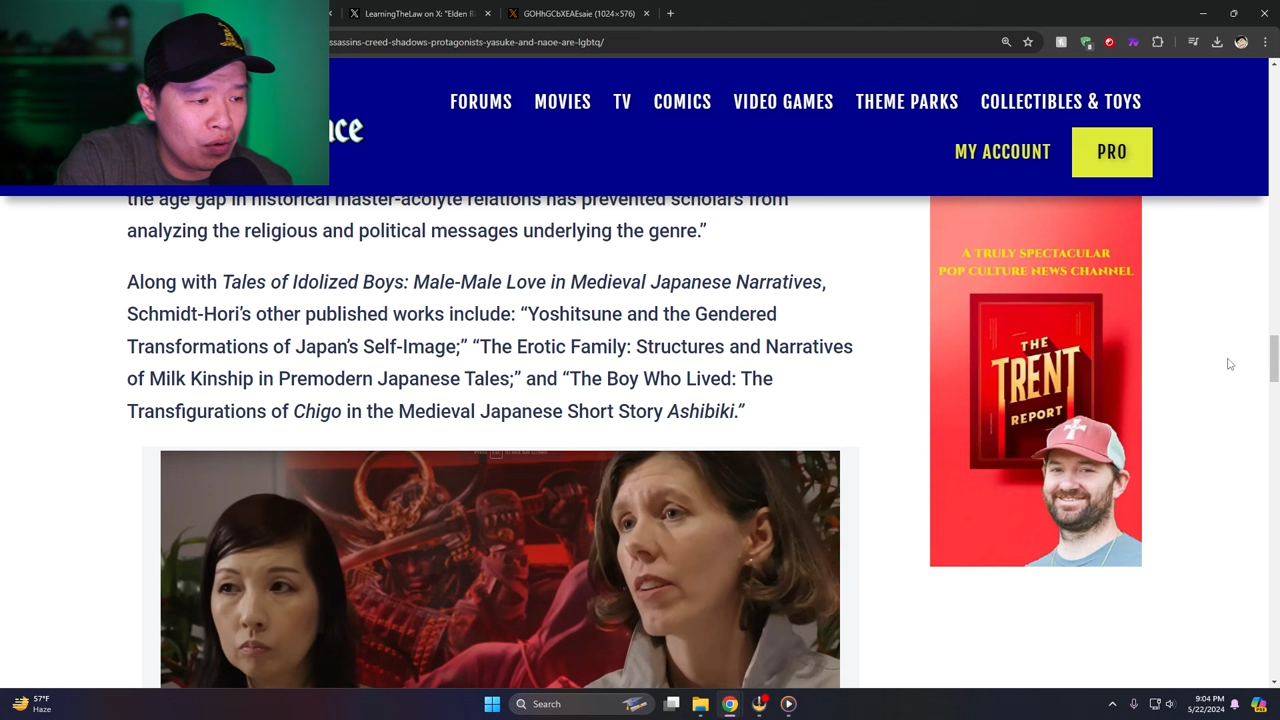 LearningTheLaw on X: "Elden R
GOHhGCbXEAEsaie (1024×576)
assassins-creed-shadows-protagonists-yasuke-and-naoe-are-lgbtq/
FORUMS MOVIES TV COMICS VIDEO GAMES THEME PARKS COLLECTIBLES & TOYS
MY ACCOUNT PRO
the age gap in historical master-acolyte relations has prevented scholars from
analyzing the religious and political messages underlying the genre.”
Along with Tales of Idolized Boys: Male-Male Love in Medieval Japanese Narratives,
Schmidt-Hori’s other published works include: “Yoshitsune and the Gendered
Transformations of Japan’s Self-Image;” “The Erotic Family: Structures and Narratives
of Milk Kinship in Premodern Japanese Tales;” and “The Boy Who Lived: The
Transfigurations of Chigo in the Medieval Japanese Short Story Ashibiki.”
A TRULY SPECTACULAR
POP CULTURE NEWS CHANNEL
THE
TRENT
REPORT
57°F
Haze
Search
9:04 PM
5/22/2024